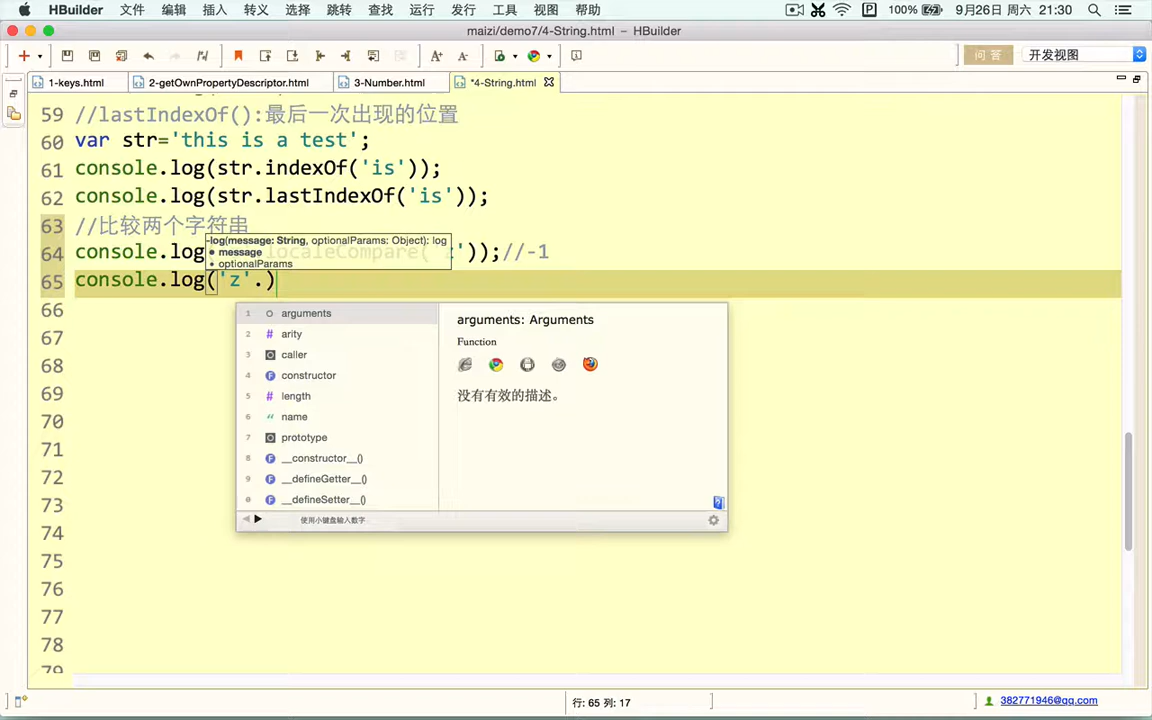 HBuilder 文件 编辑 插入 转义 选择 跳转 查找 运行 发行 工具 视图 帮助 100% 9月26日 周六 21:30
maizi/demo7/4-String.html – HBuilder
问 答 开发视图
1-keys.html 2-getOwnPropertyDescriptor.html 3-Number.html *4-String.html
59 //lastIndexOf():最后一次出现的位置
60 var str='this is a test';
61 console.log(str.indexOf('is'));
62 console.log(str.lastIndexOf('is'));
63 //比较两个字符串
-log(message: String, optionalParams: Object): log
message
optionalParams
64 console.log localeCompare('z'));//-1
65 console.log('z'.)
66
67
68
69
70
71
72
73
74
75
76
77
78
79
1 arguments
2 # arity
3 caller
4 F constructor
5 # length
6 name
7 prototype
8 F __constructor__()
9 F __defineGetter__()
0 F __defineSetter__()
使用小键盘输入数字
arguments: Arguments
Function
没有有效的描述。
行: 65 列: 17
382771946@qq.com